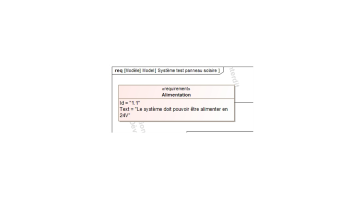 req [Modèle] Model [ Système test panneau solaire ]
«requirement»
Alimentation
Id = "1.1"
Text = "Le système doit pouvoir être alimenter en
24V"